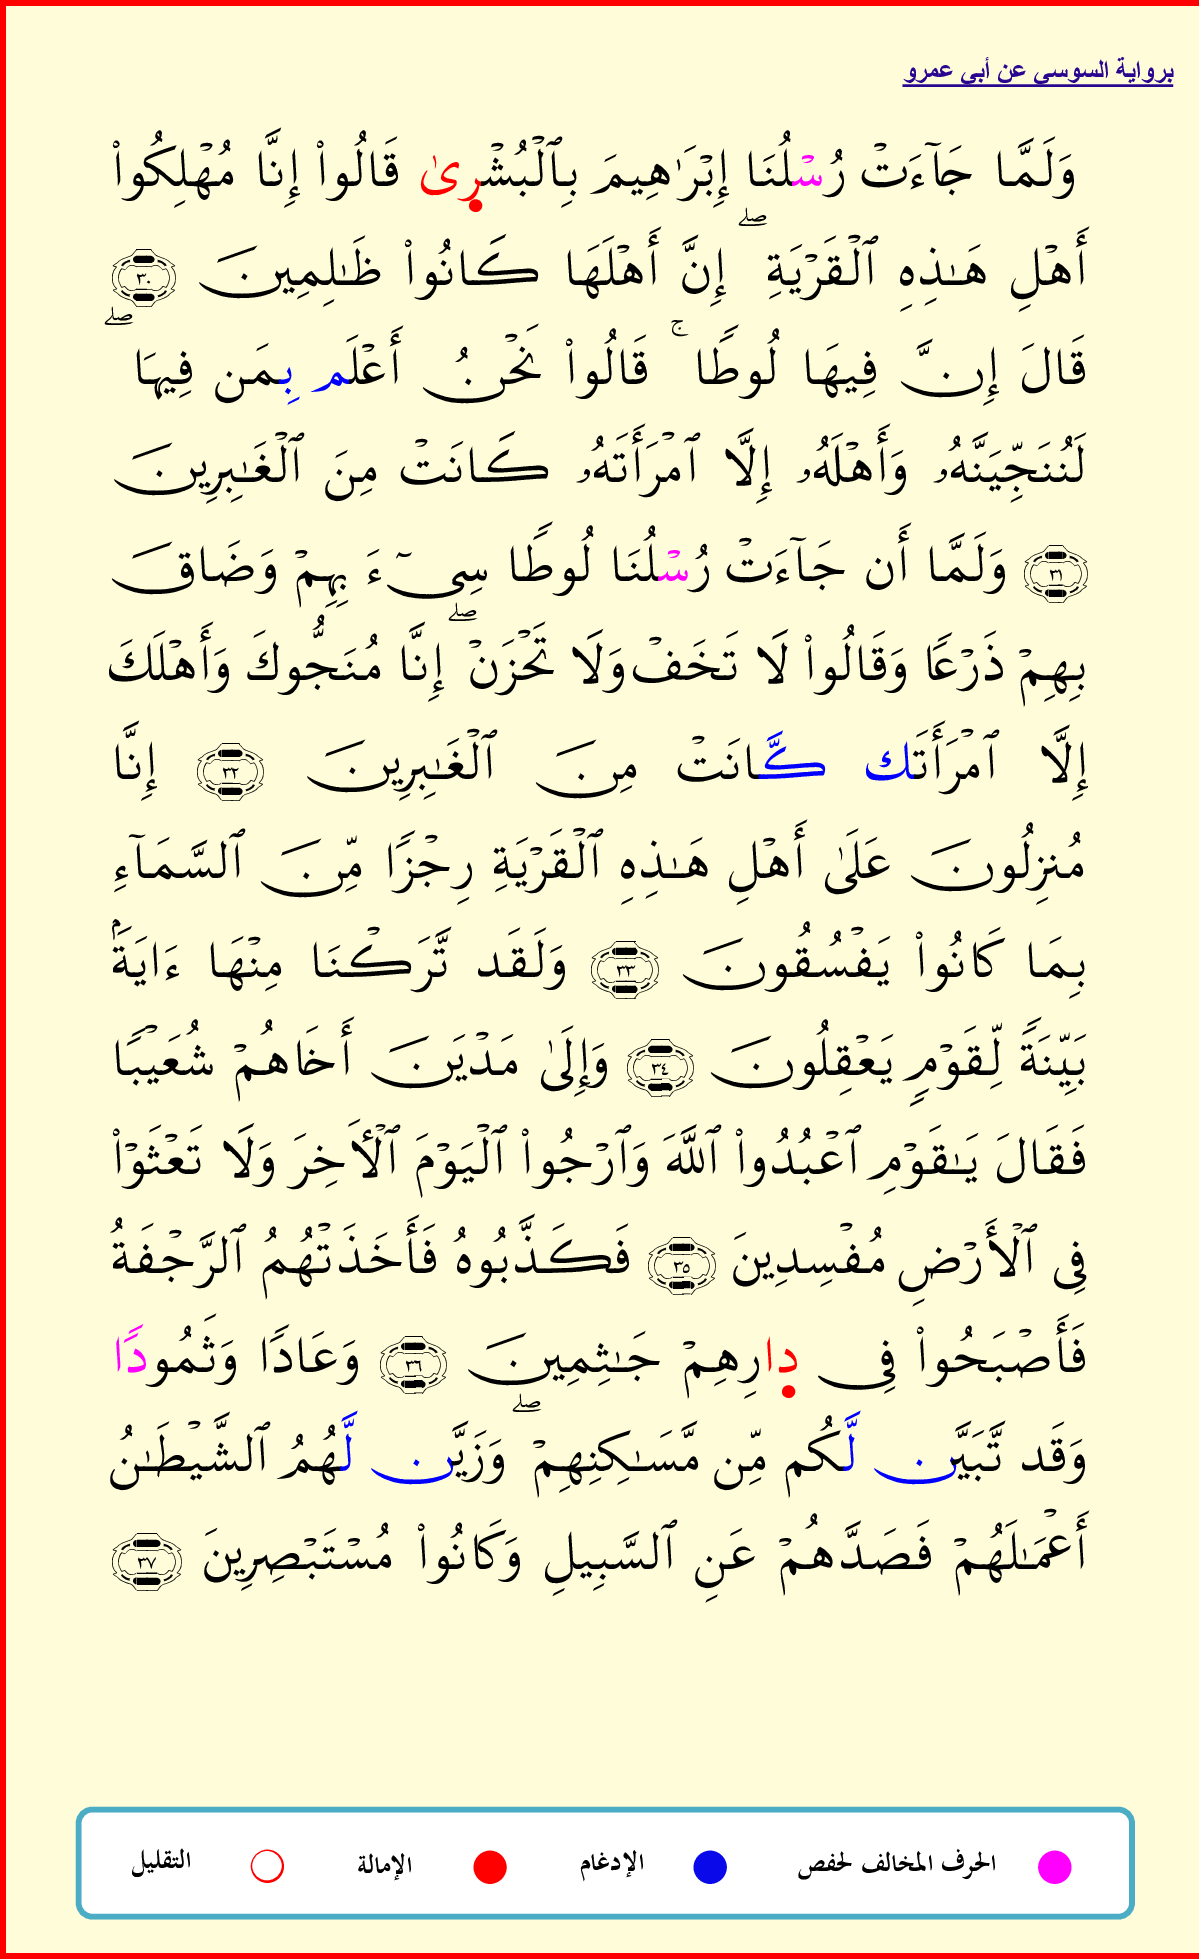 برواية السوسي عن أبي عمرو
وَلَمَّا جَآءَتۡ رُسۡلُنَا إِبۡرَٰهِيمَ بِٱلۡبُشۡرِىٰ قَالُواْ إِنَّا مُهۡلِكُواْ
أَهۡلِ هَـٰذِهِ ٱلۡقَرۡيَةِۖ إِنَّ أَهۡلَهَا كَانُواْ ظَـٰلِمِينَ ٣٠
قَالَ إِنَّ فِيهَا لُوطًاۚ قَالُواْ نَحۡنُ أَعۡلَم بِمَن فِيهَاۖ
لَنُنَجِّيَنَّهُۥ وَأَهۡلَهُۥ إِلَّا ٱمۡرَأَتَهُۥ كَانَتۡ مِنَ ٱلۡغَـٰبِرِينَ
٣١ وَلَمَّا أَن جَآءَتۡ رُسۡلُنَا لُوطًا سِيٓءَ بِهِمۡ وَضَاقَ
بِهِمۡ ذَرۡعًا وَقَالُواْ لَا تَخَفۡ وَلَا تَحۡزَنۡۖ إِنَّا مُنَجُّوكَ وَأَهۡلَكَ
إِلَّا ٱمۡرَأَتَك كَّانَتۡ مِنَ ٱلۡغَـٰبِرِينَ ٣٢ إِنَّا
مُنزِلُونَ عَلَىٰ أَهۡلِ هَـٰذِهِ ٱلۡقَرۡيَةِ رِجۡزًا مِّنَ ٱلسَّمَآءِ
بِمَا كَانُواْ يَفۡسُقُونَ ٣٣ وَلَقَد تَّرَكۡنَا مِنۡهَا ءَايَةَۢ
بَيِّنَةً لِّقَوۡمٍ يَعۡقِلُونَ ٣٤ وَإِلَىٰ مَدۡيَنَ أَخَاهُمۡ شُعَيۡبًا
فَقَالَ يَـٰقَوۡمِ ٱعۡبُدُواْ ٱللَّهَ وَٱرۡجُواْ ٱلۡيَوۡمَ ٱلۡأَخِرَ وَلَا تَعۡثَوۡاْ
فِي ٱلۡأَرۡضِ مُفۡسِدِينَ ٣٥ فَكَذَّبُوهُ فَأَخَذَتۡهُمُ ٱلرَّجۡفَةُ
فَأَصۡبَحُواْ فِي دِارِهِمۡ جَـٰثِمِينَ ٣٦ وَعَادًا وَثَمُودًا
وَقَد تَّبَيَّن لَّكُم مِّن مَّسَـٰكِنِهِمۡۖ وَزَيَّن لَّهُمُ ٱلشَّيۡطَـٰنُ
أَعۡمَـٰلَهُمۡ فَصَدَّهُمۡ عَنِ ٱلسَّبِيلِ وَكَانُواْ مُسۡتَبۡصِرِينَ ٣٧
الحرف المخالف لحفص الإدغام الإمالة التقليل